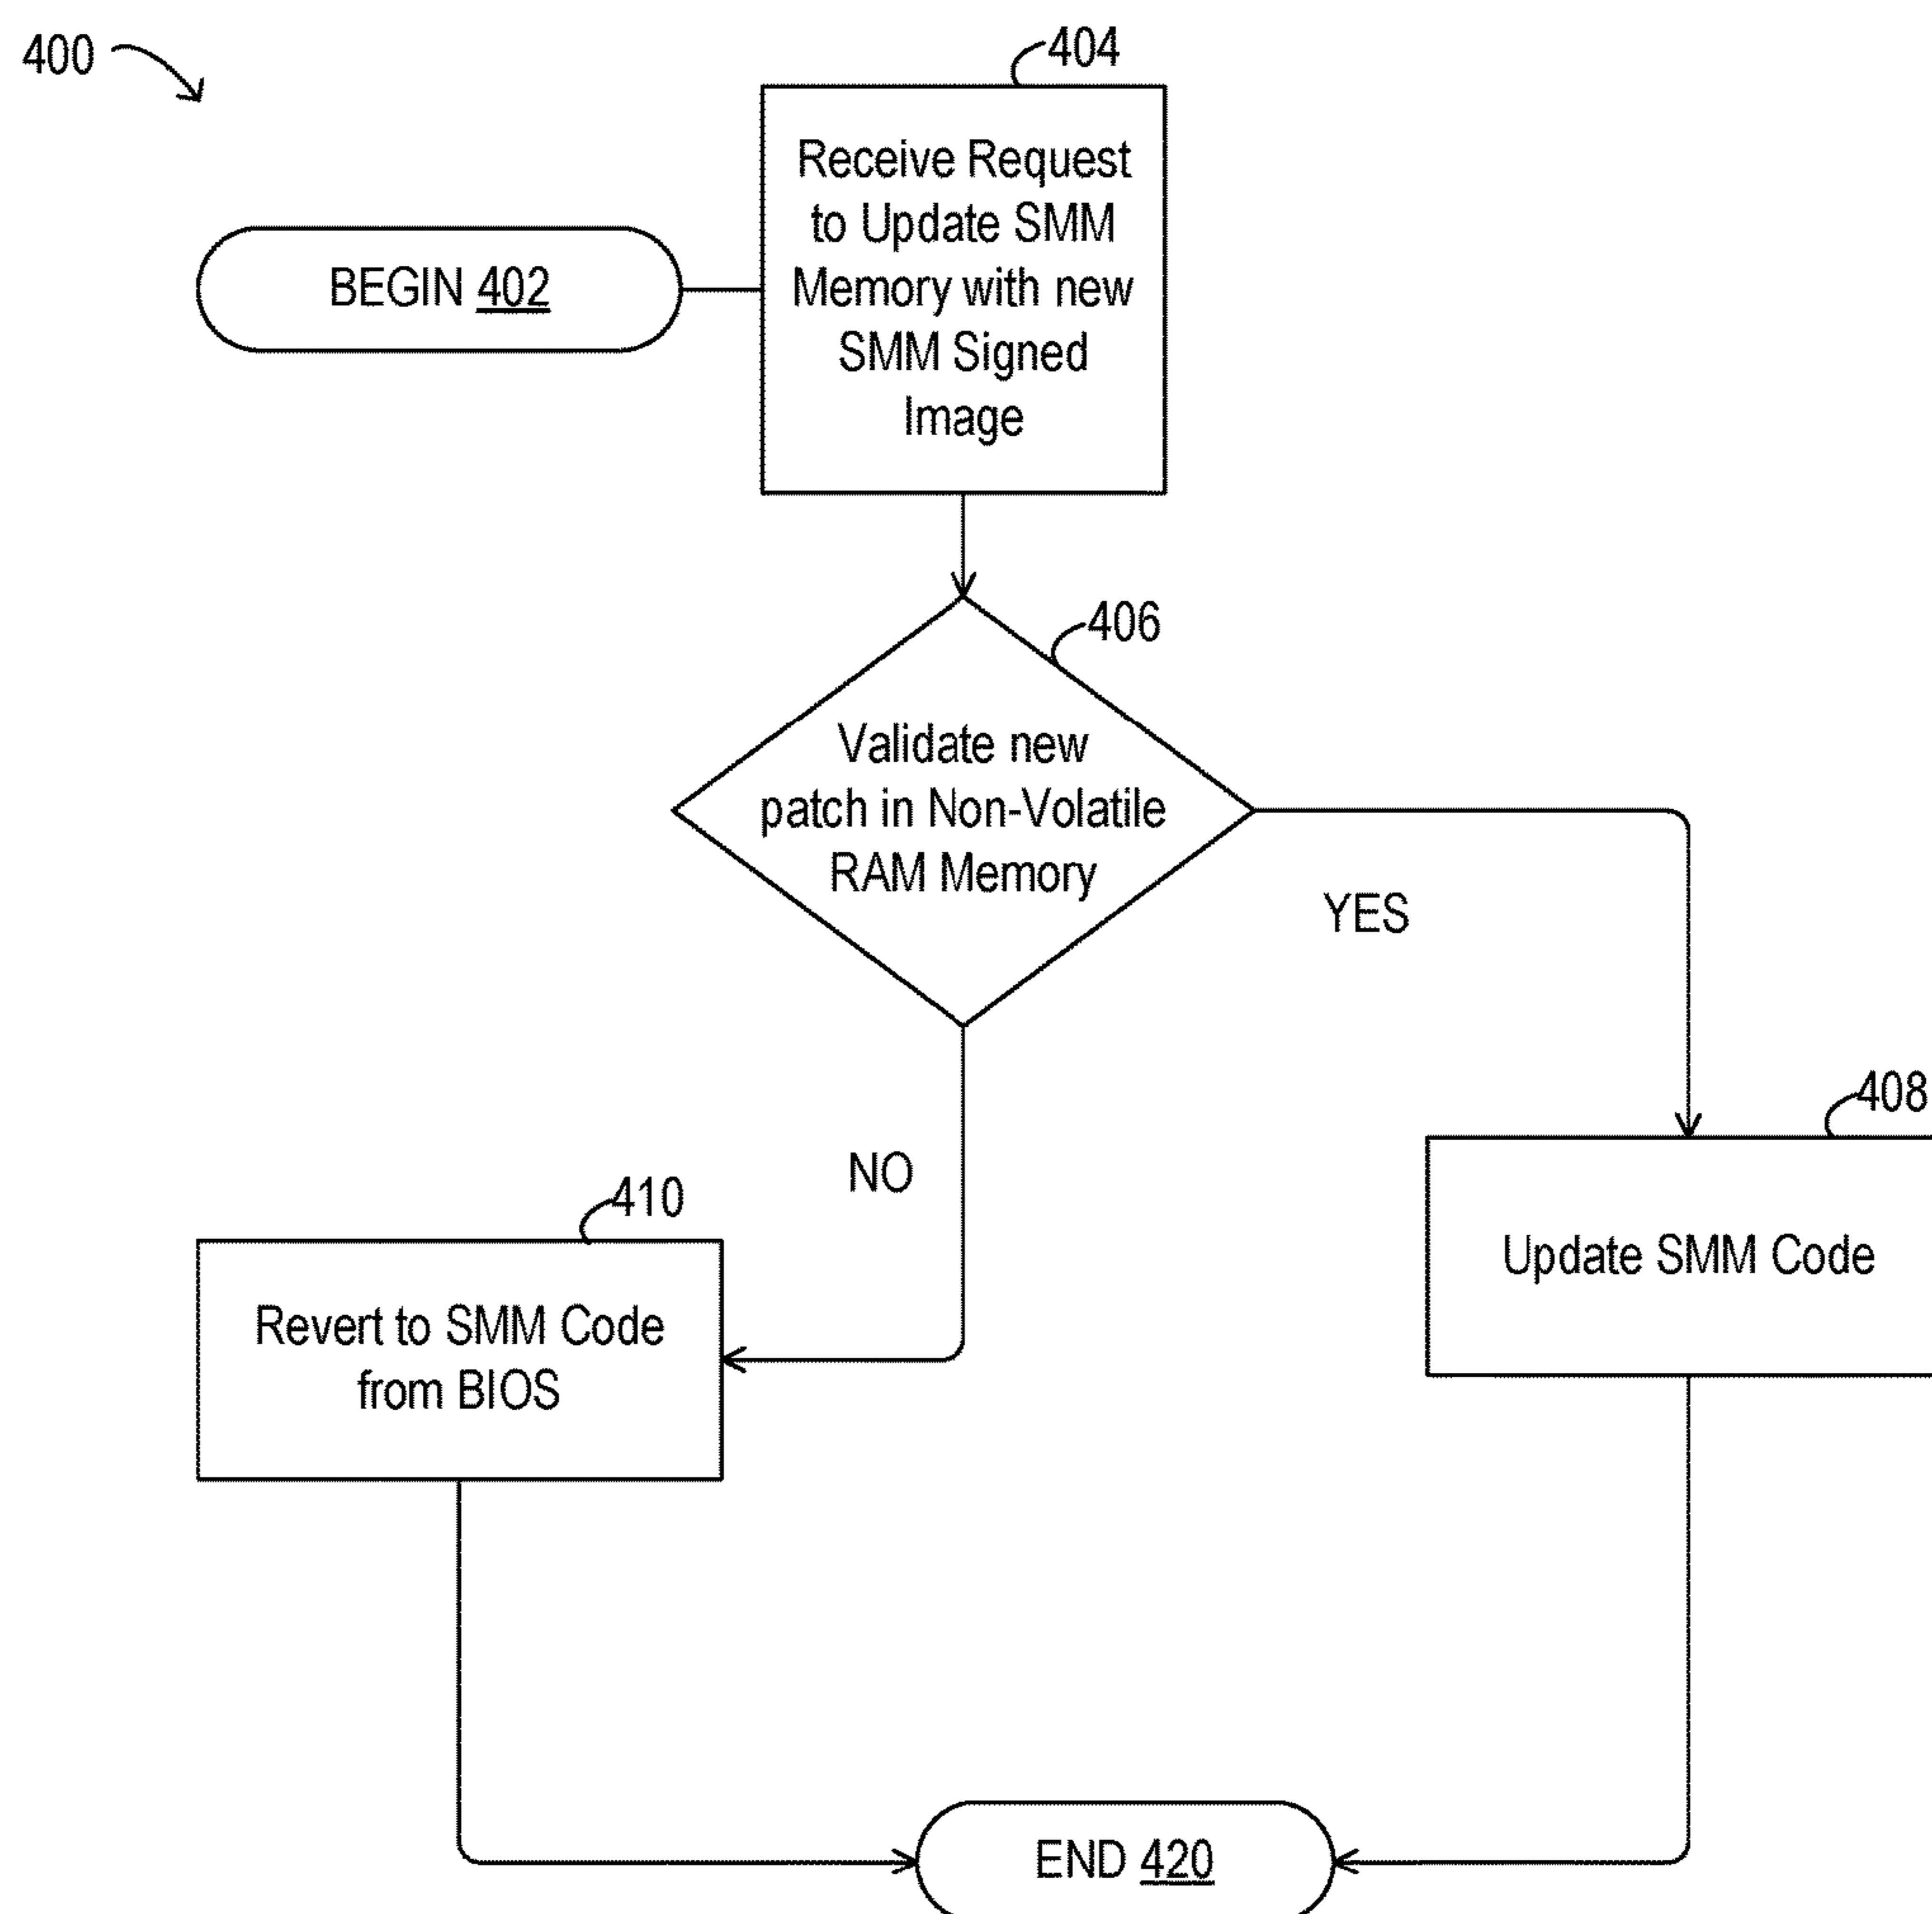 400
404
Receive Request
to Update SMM
Memory with new
SMM Signed
Image
BEGIN 402
406
Validate new
patch in Non-Volatile
RAM Memory
YES
NO
408
Update SMM Code
410
Revert to SMM Code
from BIOS
END 420